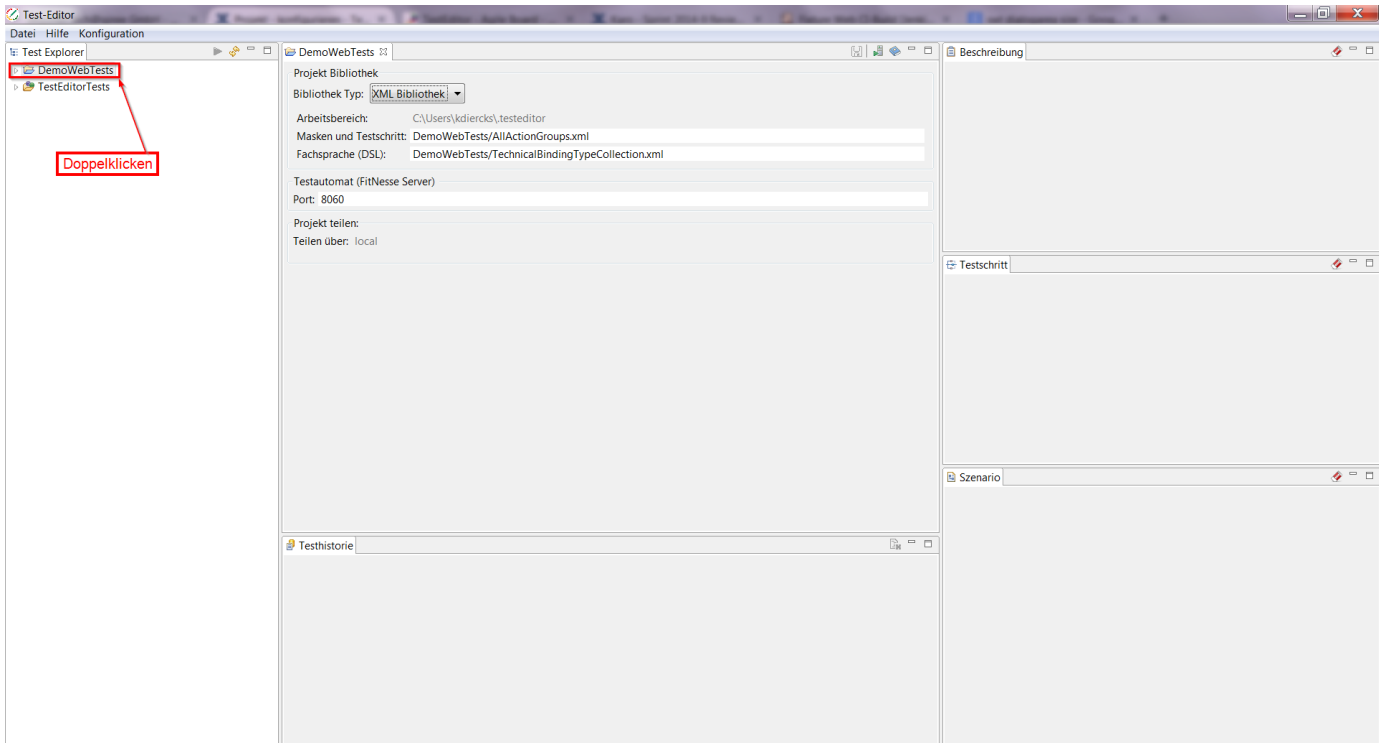 Test-Editor
Datei Hilfe Konfiguration
Test Explorer
DemoWebTests
TestEditorTests
Doppelklicken
DemoWebTests
Projekt Bibliothek
Bibliothek Typ: XML Bibliothek
Arbeitsbereich: C:\Users\kdiercks\.testeditor
Masken und Testschritt: DemoWebTests/AllActionGroups.xml
Fachsprache (DSL): DemoWebTests/TechnicalBindingTypeCollection.xml
Testautomat (FitNesse Server)
Port: 8060
Projekt teilen:
Teilen über: local
Testhistorie
Beschreibung
Testschritt
Szenario